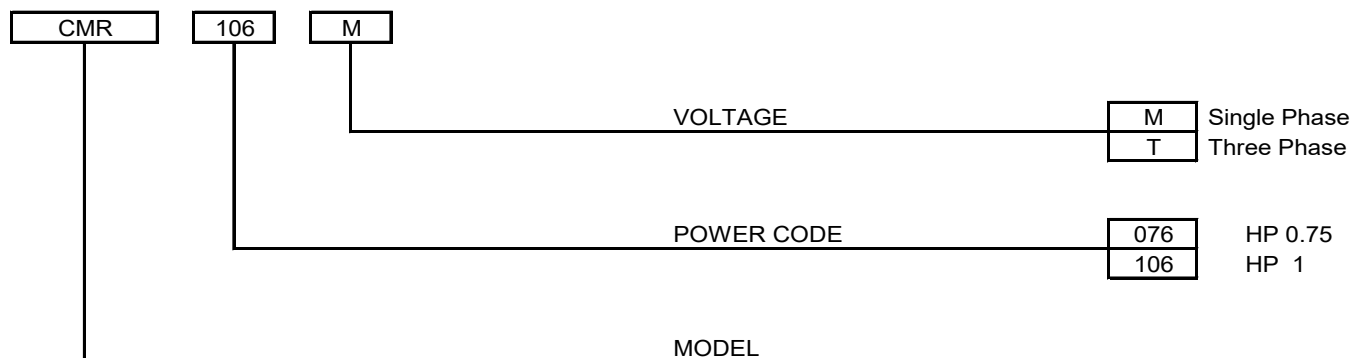 CMR 106 M
VOLTAGE M Single Phase
T Three Phase
POWER CODE 076 HP 0.75
106 HP 1
MODEL